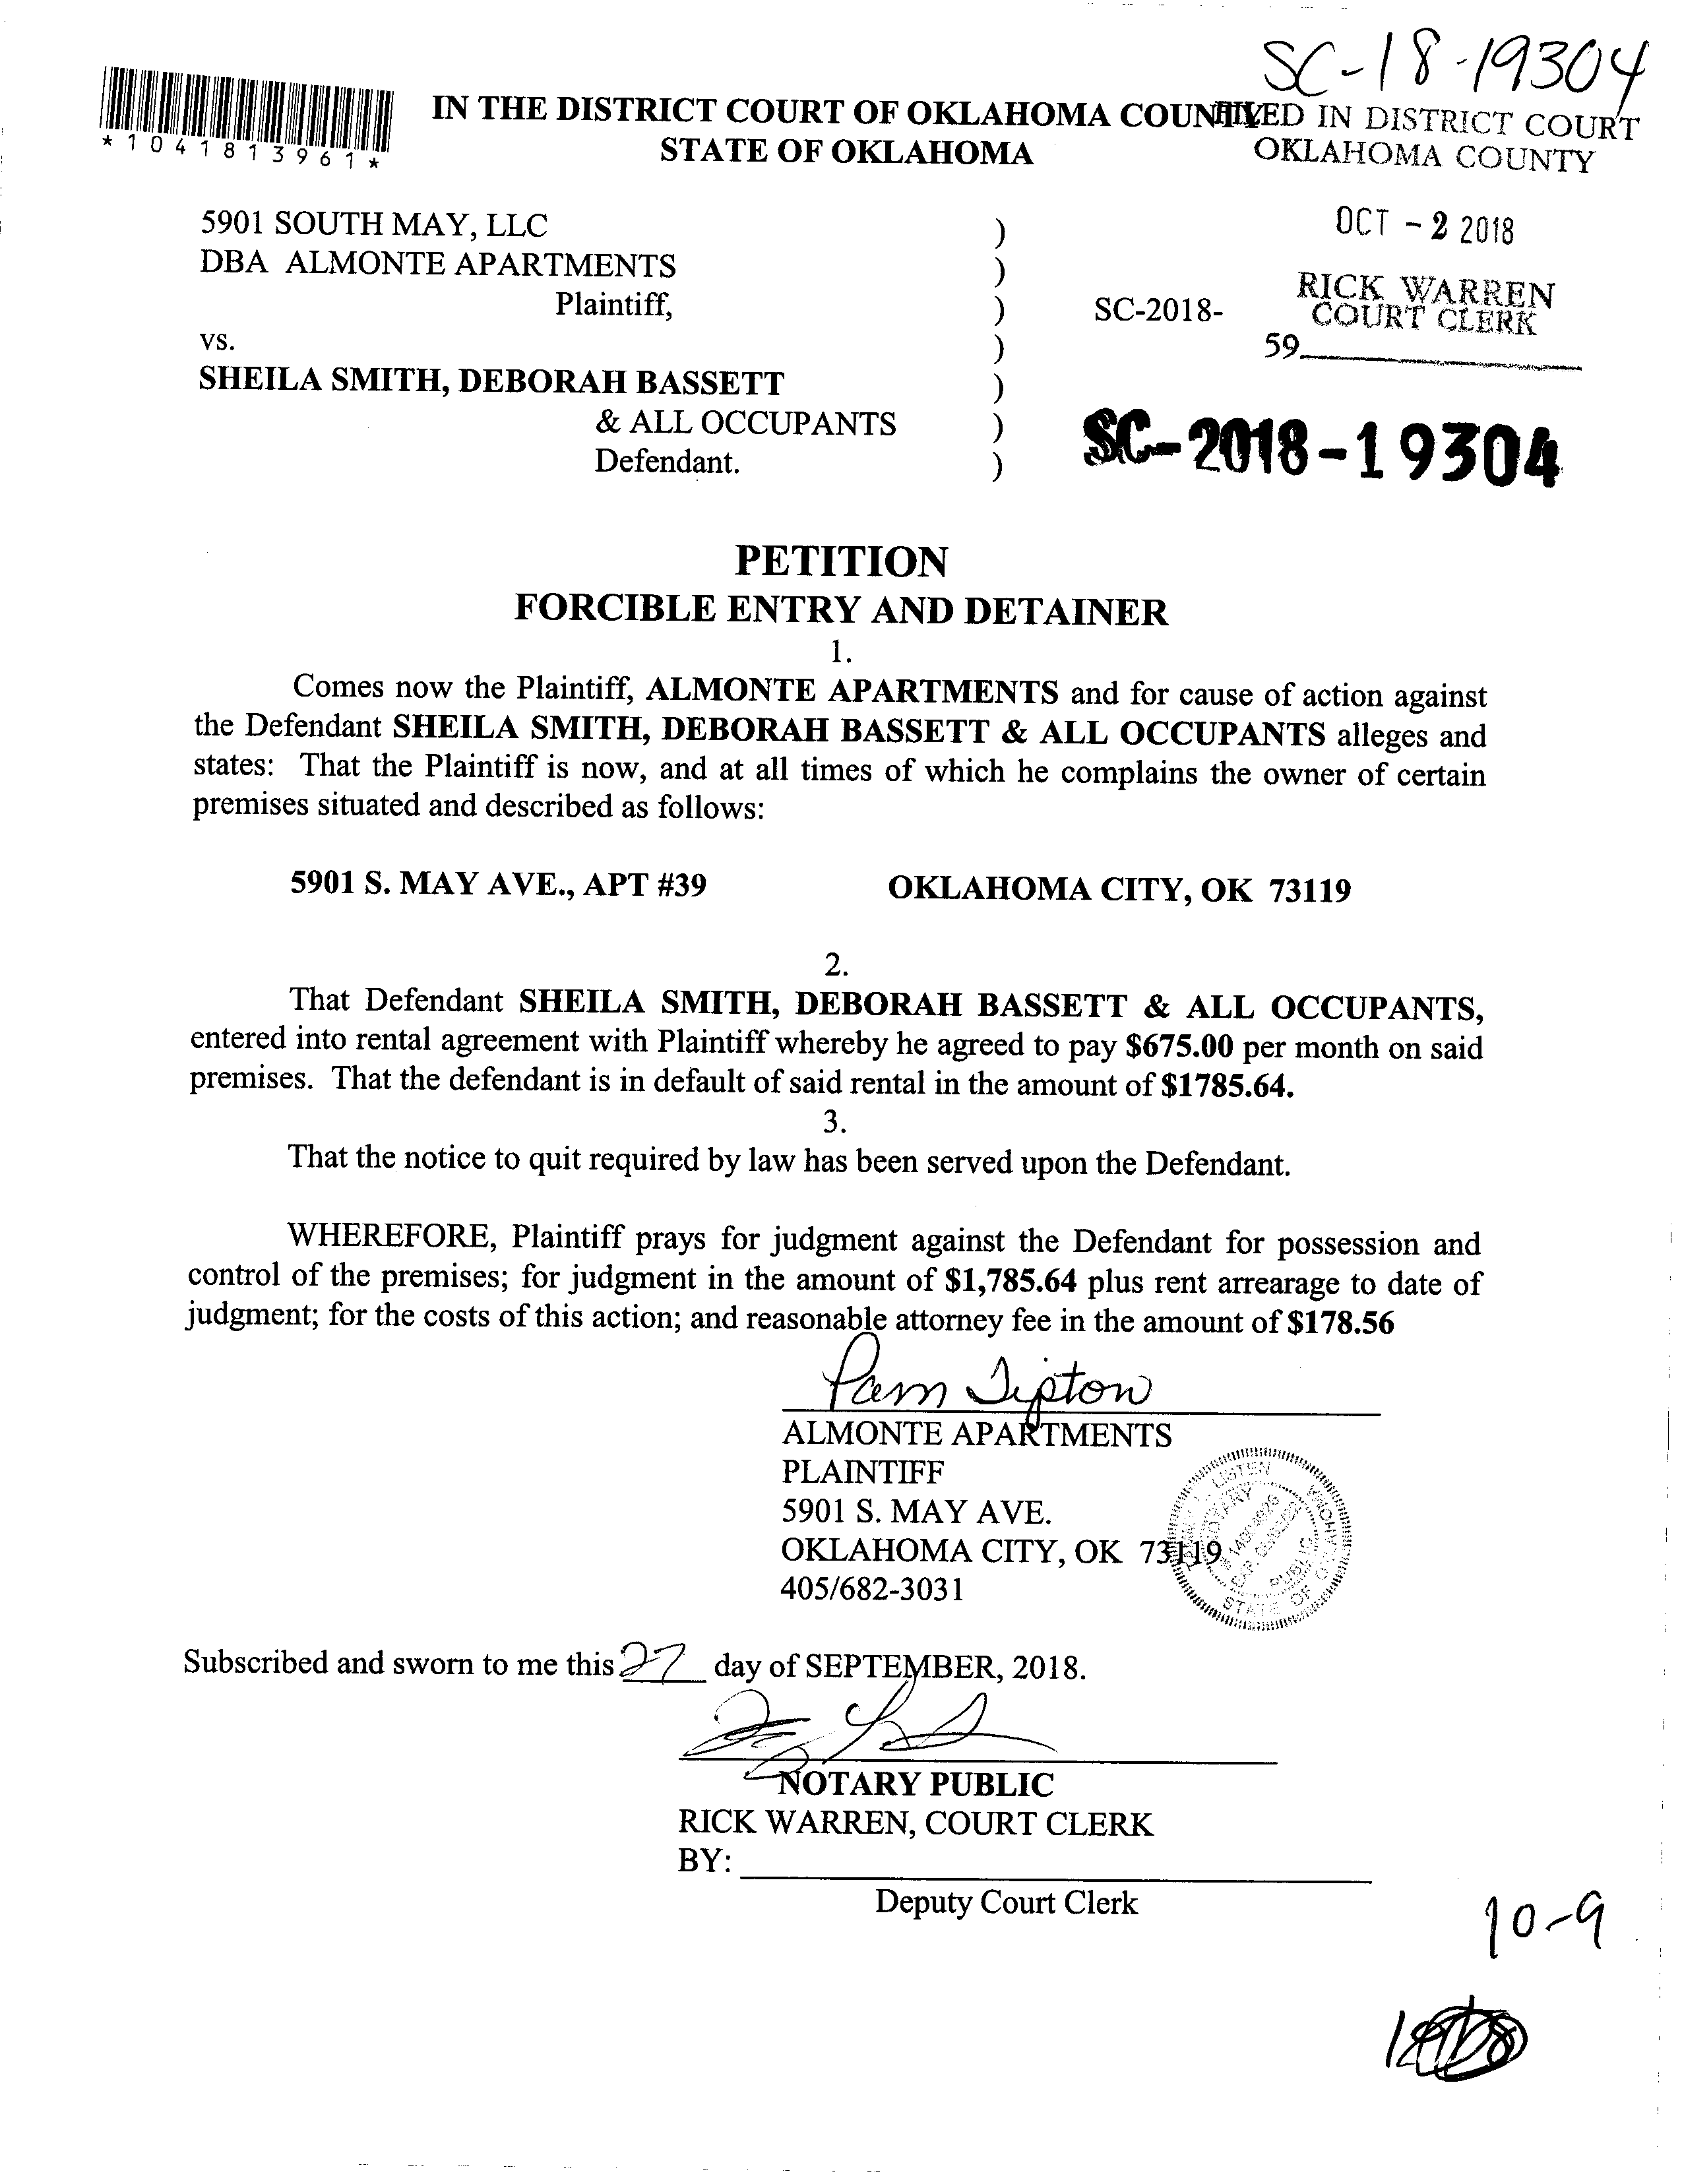 SC-18-19304
*1041813961*
IN THE DISTRICT COURT OF OKLAHOMA COUNTY
STATE OF OKLAHOMA
IN DISTRICT COURT
OKLAHOMA COUNTY
OCT - 2 2018
RICK WARREN
COURT CLERK
59
5901 SOUTH MAY, LLC )
DBA ALMONTE APARTMENTS )
Plaintiff, ) SC-2018-
vs. )
SHEILA SMITH, DEBORAH BASSETT )
& ALL OCCUPANTS )
Defendant. )
SC-2018-19304
PETITION
FORCIBLE ENTRY AND DETAINER
1.
Comes now the Plaintiff, ALMONTE APARTMENTS and for cause of action against
the Defendant SHEILA SMITH, DEBORAH BASSETT & ALL OCCUPANTS alleges and
states: That the Plaintiff is now, and at all times of which he complains the owner of certain
premises situated and described as follows:
5901 S. MAY AVE., APT #39 OKLAHOMA CITY, OK 73119
2.
That Defendant SHEILA SMITH, DEBORAH BASSETT & ALL OCCUPANTS,
entered into rental agreement with Plaintiff whereby he agreed to pay $675.00 per month on said
premises. That the defendant is in default of said rental in the amount of $1785.64.
3.
That the notice to quit required by law has been served upon the Defendant.
WHEREFORE, Plaintiff prays for judgment against the Defendant for possession and
control of the premises; for judgment in the amount of $1,785.64 plus rent arrearage to date of
judgment; for the costs of this action; and reasonable attorney fee in the amount of $178.56
Pam Tipton
ALMONTE APARTMENTS
PLAINTIFF
5901 S. MAY AVE.
OKLAHOMA CITY, OK 73119
405/682-3031
LISTEN
NOTARY
PUBLIC
STATE OF OKLAHOMA
Subscribed and sworn to me this 27 day of SEPTEMBER, 2018.
NOTARY PUBLIC
RICK WARREN, COURT CLERK
BY:
Deputy Court Clerk
10-9